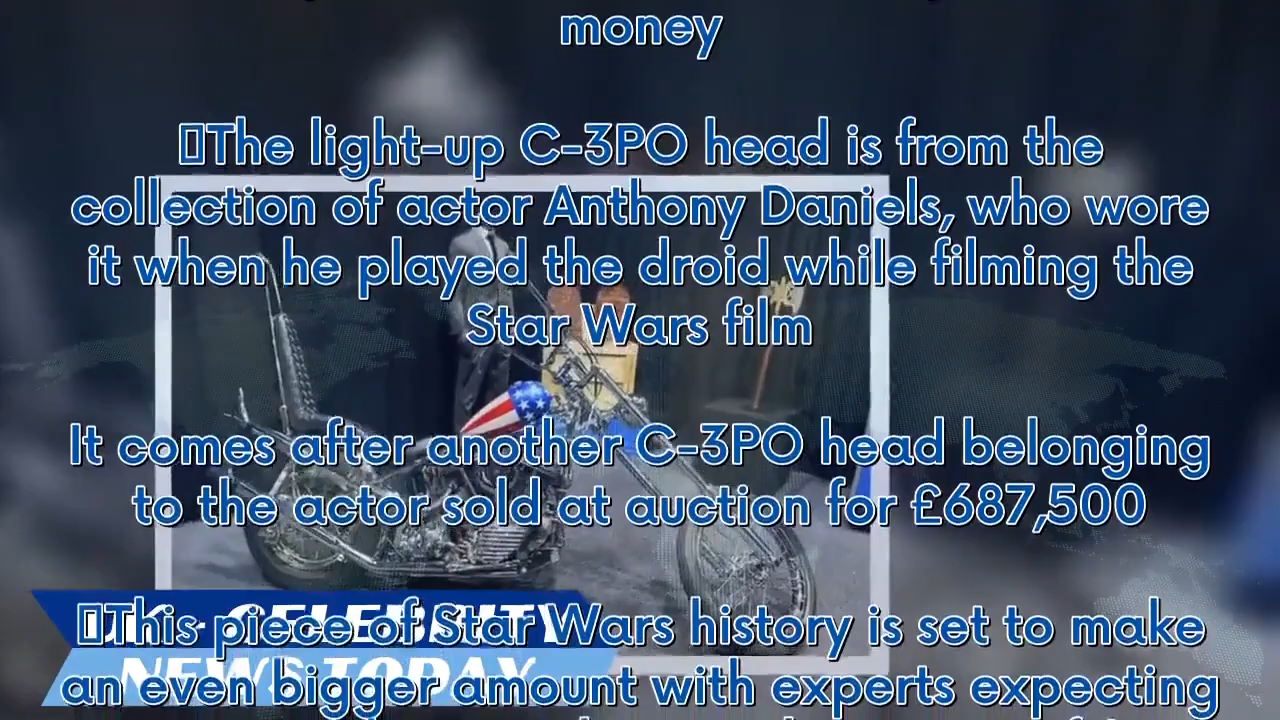 money
The light-up C-3PO head is from the
collection of actor Anthony Daniels, who wore
it when he played the droid while filming the
Star Wars film
It comes after another C-3PO head belonging
to the actor sold at auction for £687,500
This piece of Star Wars history is set to make
an even bigger amount with experts expecting
CELEBRITY
NEWS TODAY